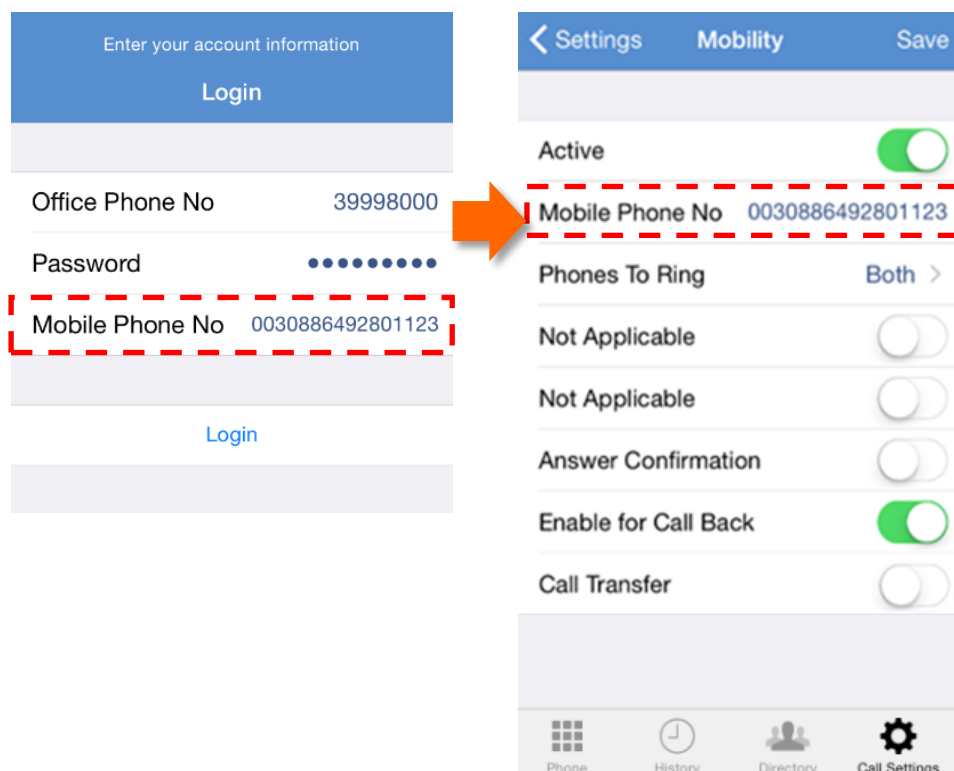 Enter your account information
Login
Office Phone No 39998000
Password ●●●●●●●●●
Mobile Phone No 0030886492801123
Login
Settings Mobility Save
Active
Mobile Phone No 0030886492801123
Phones To Ring Both
Not Applicable
Not Applicable
Answer Confirmation
Enable for Call Back
Call Transfer
Phone History Directory Call Settings